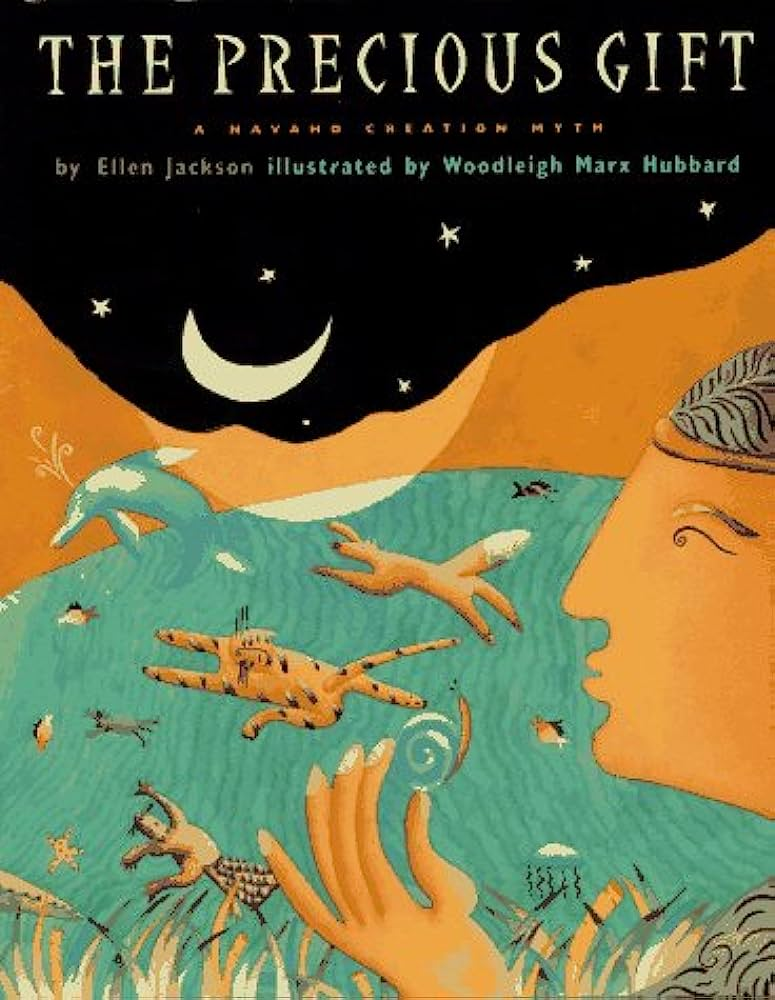 THE PRECIOUS GIFT
A NAVAHO CREATION MYTH
by Ellen Jackson illustrated by Woodleigh Marx Hubbard